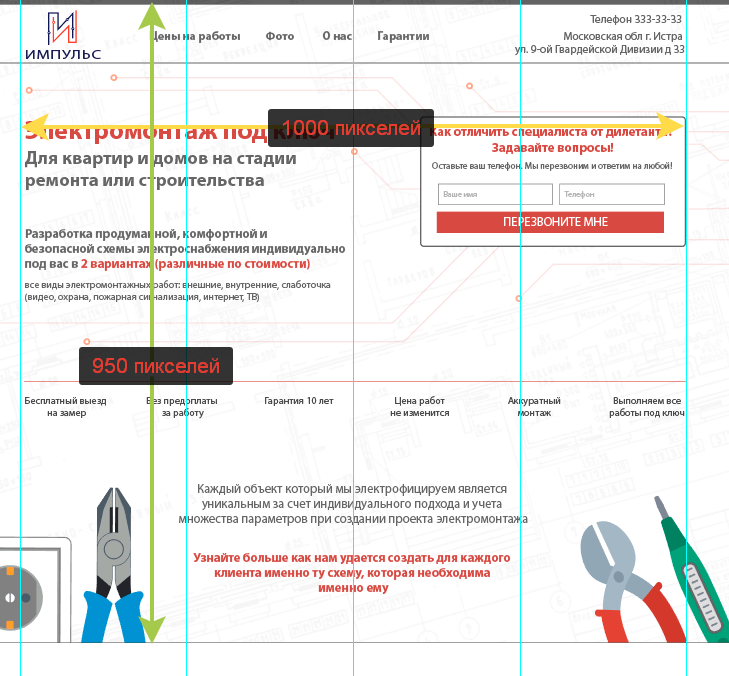 ИМПУЛЬС
Цены на работы Фото О нас Гарантии
Телефон 333-33-33
Московская обл г. Истра
ул. 9-ой Гвардейской Дивизии д 33
1000 пикселей
Электромонтаж под ключ
Для квартир и домов на стадии
ремонта или строительства
Как отличить специалиста от дилетанта?
Задавайте вопросы!
Оставьте ваш телефон. Мы перезвоним и ответим на любой!
Ваше имя Телефон
ПЕРЕЗВОНИТЕ МНЕ
Разработка продуманной, комфортной и
безопасной схемы электроснабжения индивидуально
под вас в 2 вариантах (различные по стоимости)
все виды электромонтажных работ: внешние, внутренние, слаботочка
(видео, охрана, пожарная сигнализация, интернет, ТВ)
950 пикселей
Бесплатный выезд
на замер
Без предоплаты
за работу
Гарантия 10 лет
Цена работ
не изменится
Аккуратный
монтаж
Выполняем все
работы под ключ
Каждый объект который мы электрофицируем является
уникальным за счет индивидуального подхода и учета
множества параметров при создании проекта электромонтажа
Узнайте больше как нам удается создать для каждого
клиента именно ту схему, которая необходима
именно ему